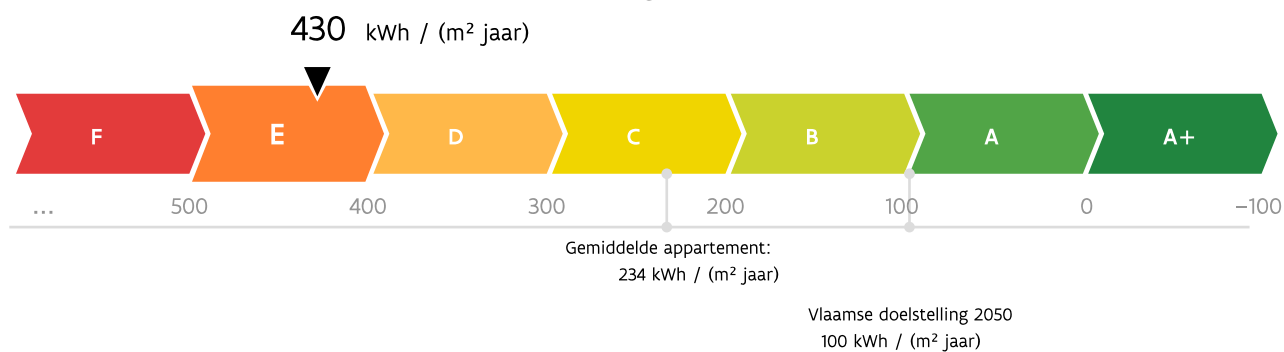 430 kWh / (m² jaar)
F E D C B A A+
... 500 400 300 200 100 0 –100
Gemiddelde appartement:
234 kWh / (m² jaar)
Vlaamse doelstelling 2050
100 kWh / (m² jaar)